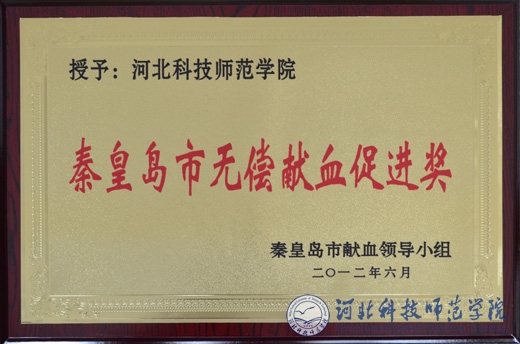 授予：河北科技师范学院
秦皇岛市无偿献血促进奖
秦皇岛市献血领导小组
二〇一二年六月
河北科技师范学院